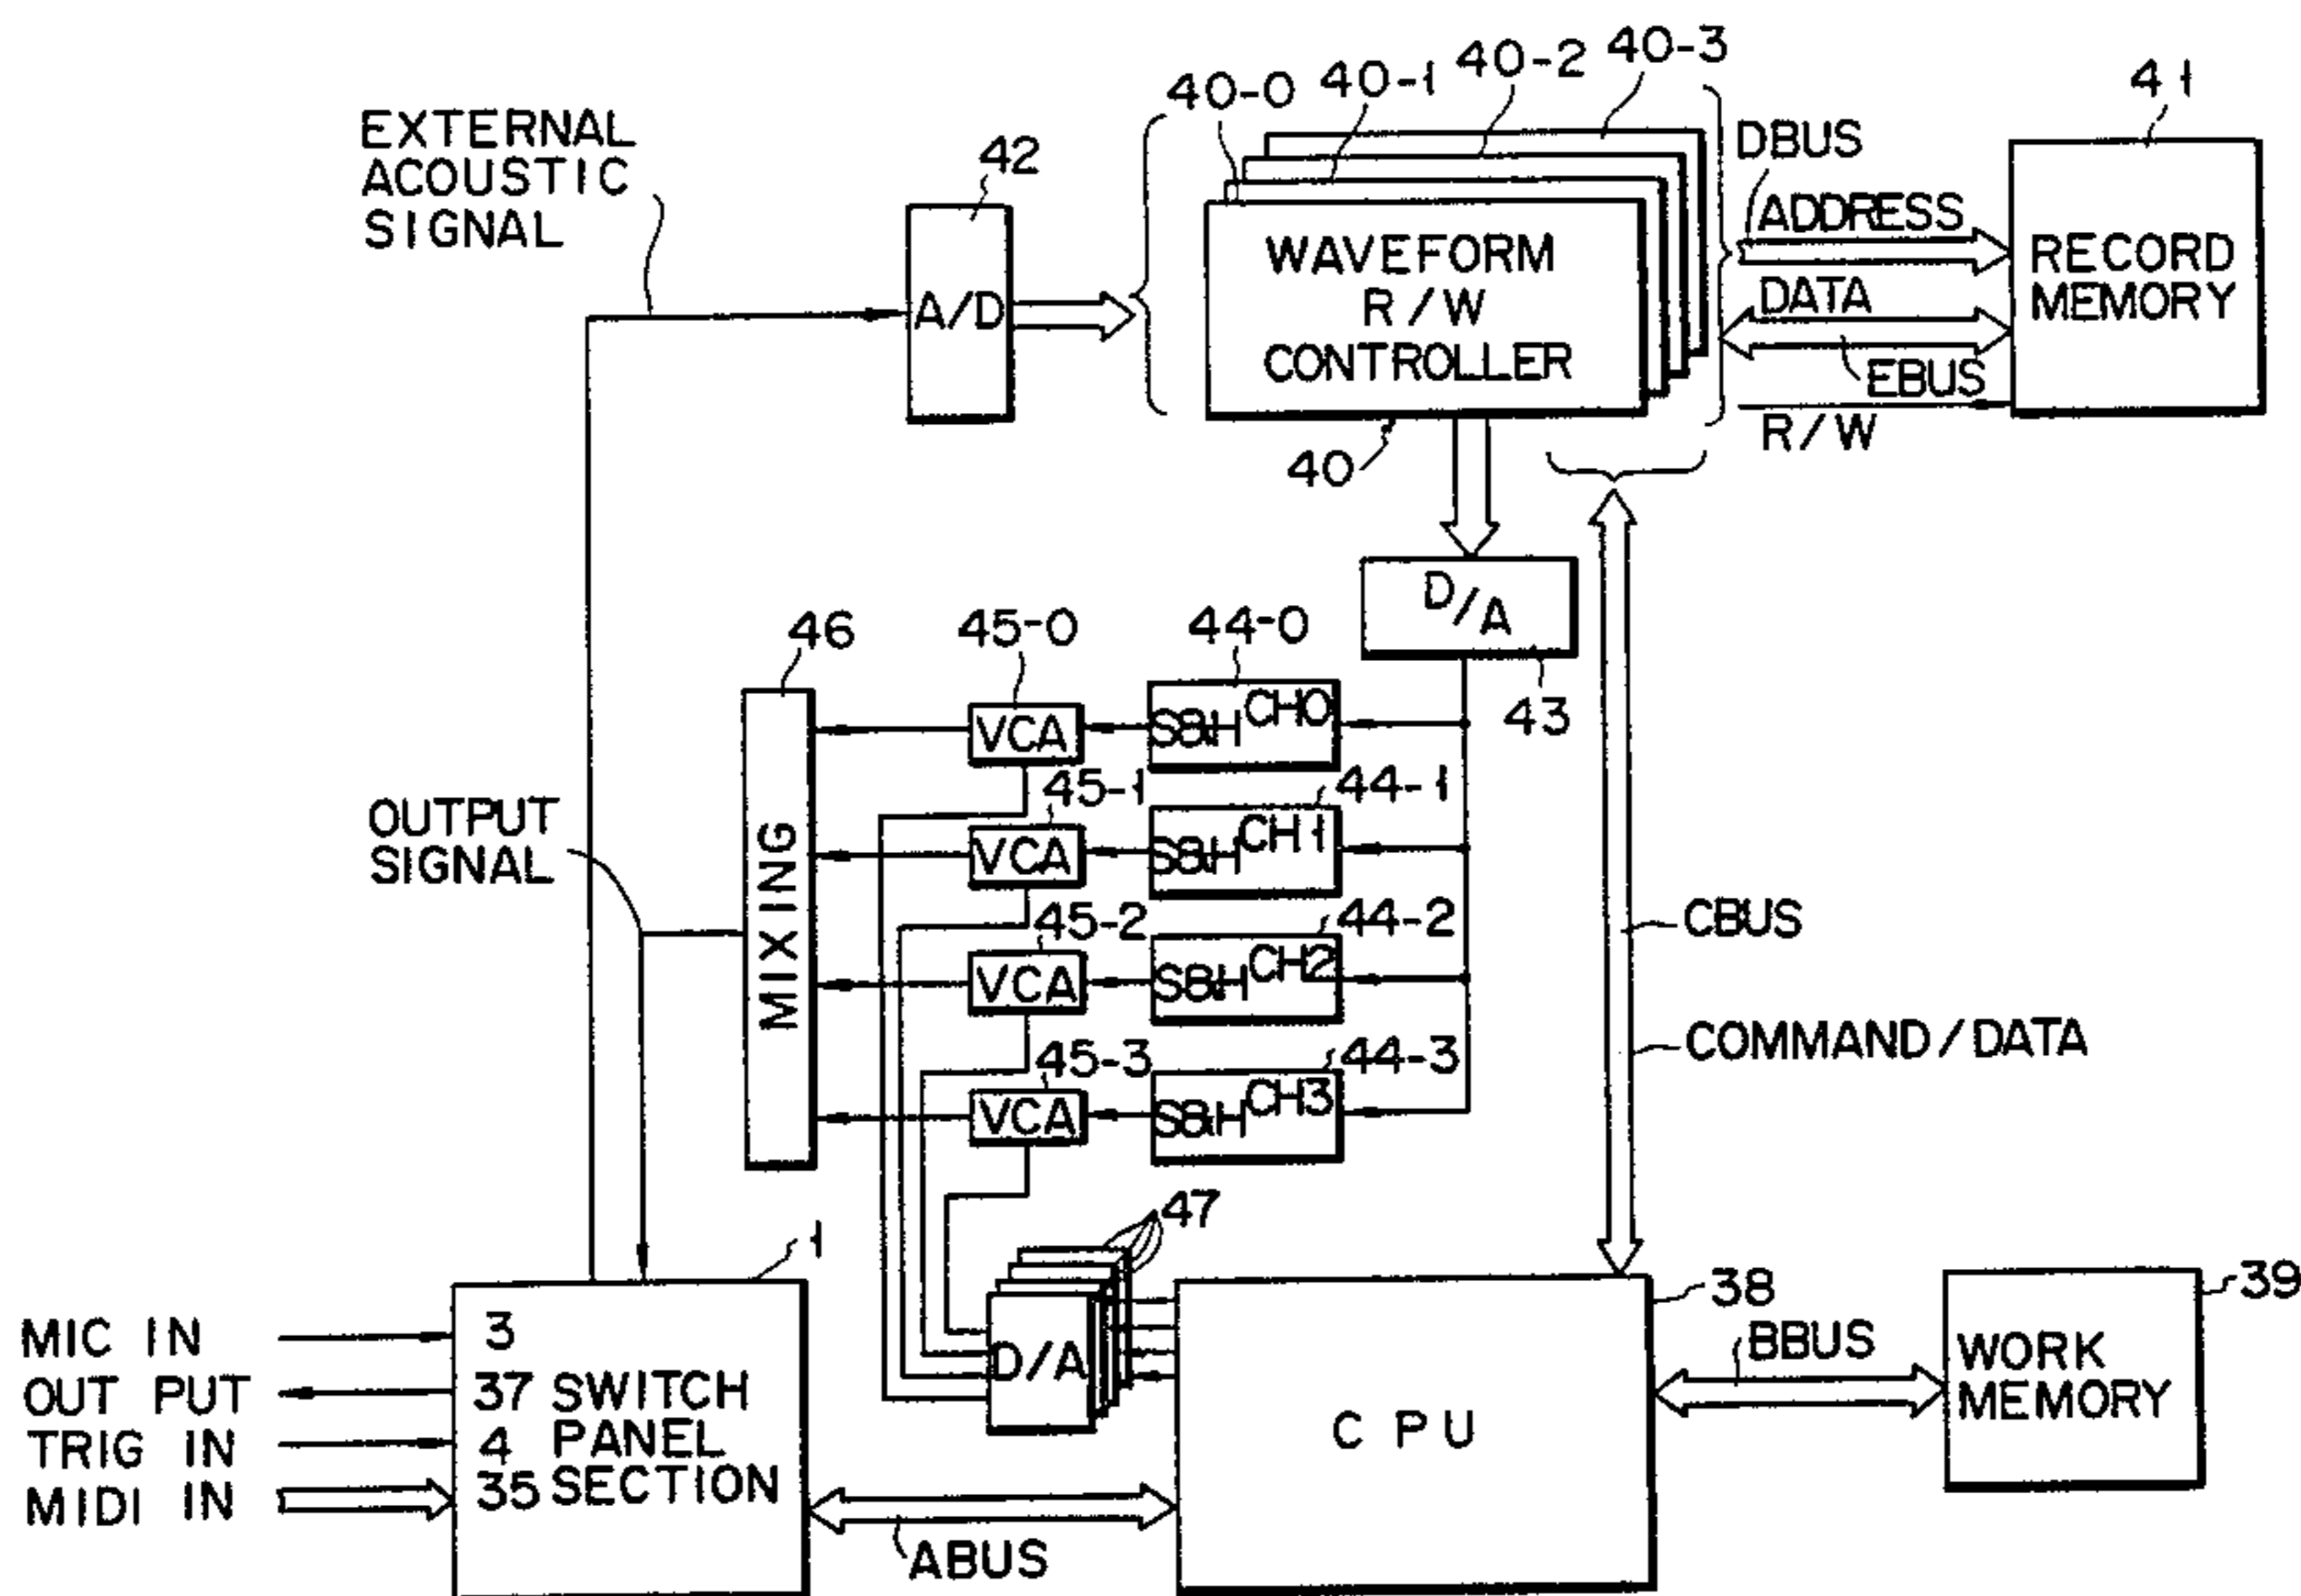 40-3
40-2
40-1
40-0
41
EXTERNAL
ACOUSTIC
SIGNAL
42
DBUS
ADDRESS
WAVEFORM
R/W
CONTROLLER
A/D
RECORD
MEMORY
DATA
EBUS
R/W
40
D/A
43
46
45-0
44-0
VCA
S&H CH0
45-1
44-1
OUTPUT
SIGNAL
VCA
S&H CH1
MIXING
45-2
44-2
CBUS
VCA
S&H CH2
45-3
44-3
COMMAND/DATA
VCA
S&H CH3
47
1
38
39
MIC IN
3
OUT PUT
37 SWITCH
TRIG IN
4 PANEL
MIDI IN
35 SECTION
D/A
CPU
BBUS
WORK
MEMORY
ABUS